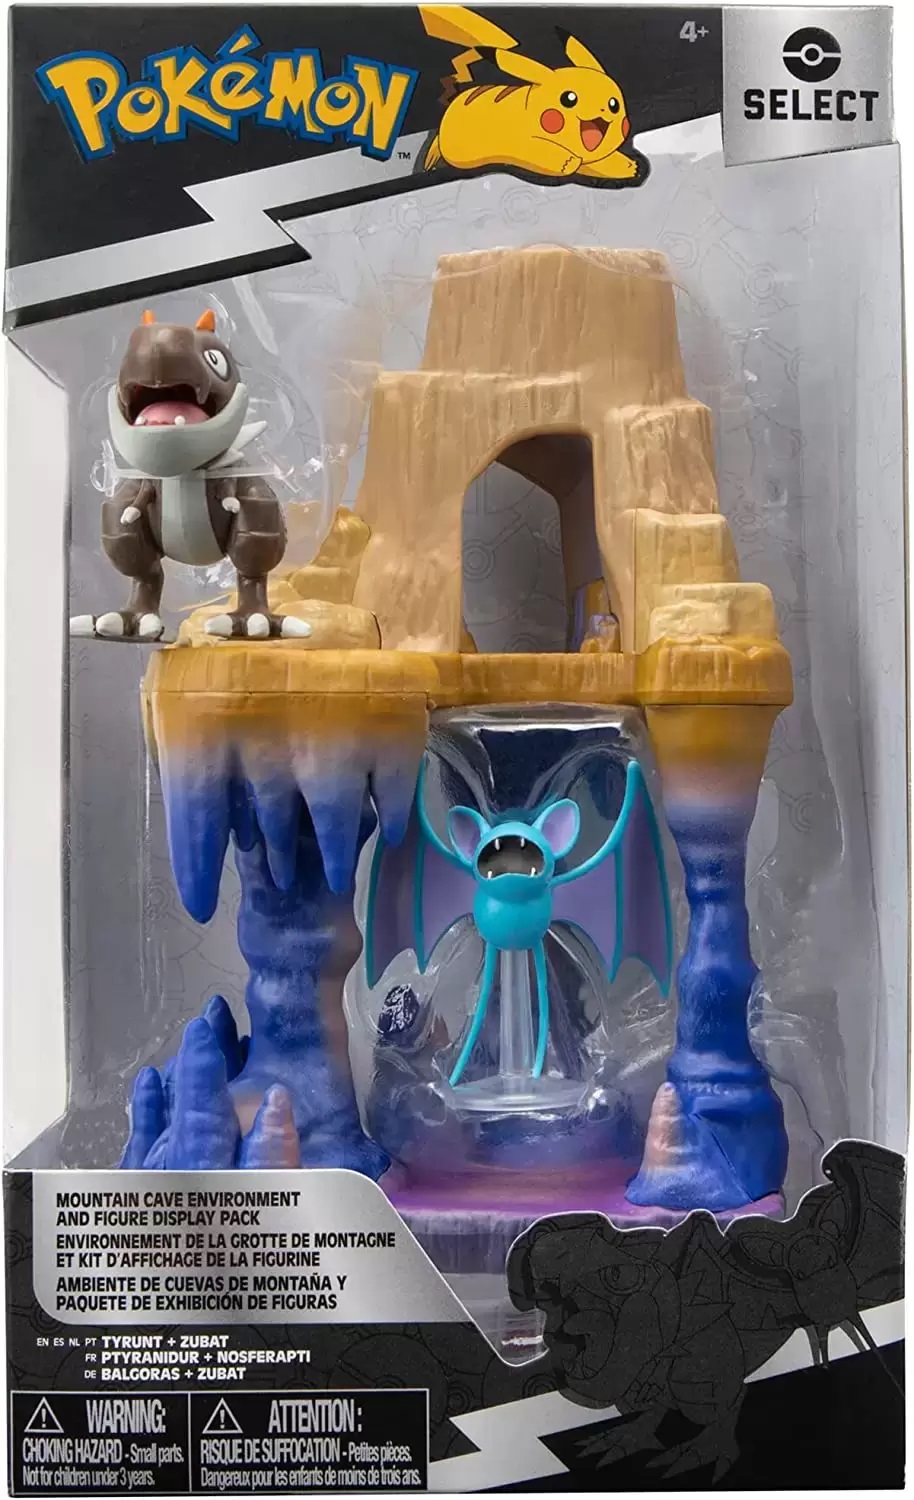 POKÉMON™
4+
SELECT
MOUNTAIN CAVE ENVIRONMENT
AND FIGURE DISPLAY PACK
ENVIRONNEMENT DE LA GROTTE DE MONTAGNE
ET KIT D'AFFICHAGE DE LA FIGURINE
AMBIENTE DE CUEVAS DE MONTAÑA Y
PAQUETE DE EXHIBICIÓN DE FIGURAS
EN ES NL PT TYRUNT + ZUBAT
FR PTYRANIDUR + NOSFERAPTI
DE BALGORAS + ZUBAT
WARNING:
CHOKING HAZARD - Small parts.
Not for children under 3 years.
ATTENTION :
RISQUE DE SUFFOCATION - Petites pièces.
Dangereux pour les enfants de moins de trois ans.